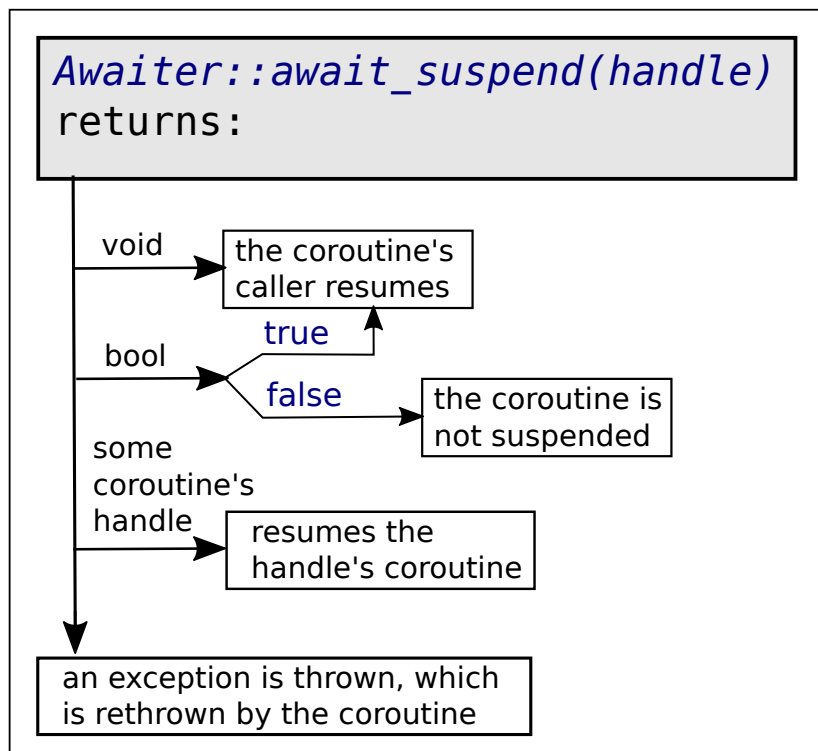 Awaiter::await_suspend(handle)
returns:
void
the coroutine's
caller resumes
true
bool
false
the coroutine is
not suspended
some
coroutine's
handle
resumes the
handle's coroutine
an exception is thrown, which
is rethrown by the coroutine